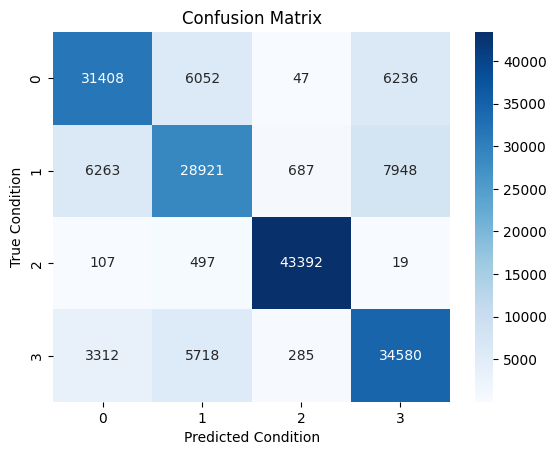 Confusion Matrix
0 31408 6052 47 6236
1 6263 28921 687 7948
2 107 497 43392 19
3 3312 5718 285 34580
0 1 2 3
Predicted Condition
True Condition
40000
35000
30000
25000
20000
15000
10000
5000